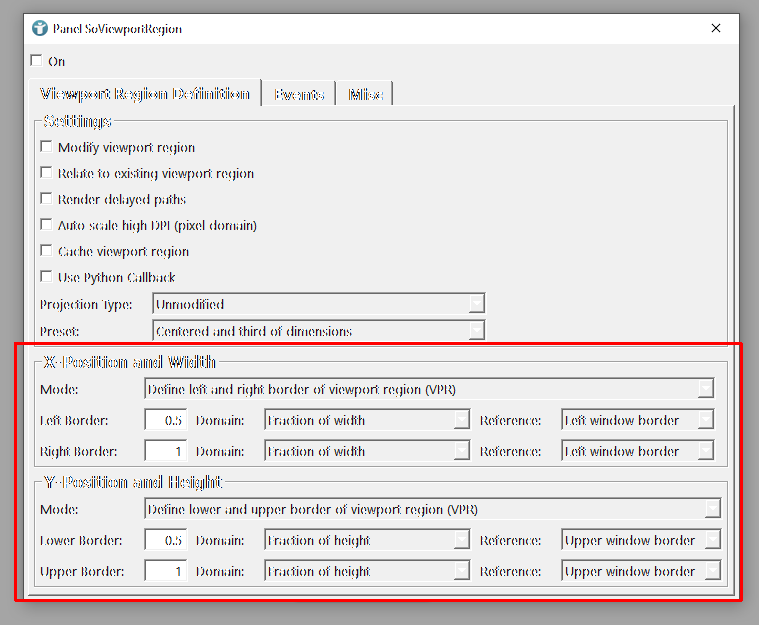 Panel SoViewportRegion
On
Viewport Region Definition Events Misc
Settings
Modify viewport region
Relate to existing viewport region
Render delayed paths
Auto scale high DPI (pixel domain)
Cache viewport region
Use Python Callback
Projection Type: Unmodified
Preset: Centered and third of dimensions
X-Position and Width
Mode: Define left and right border of viewport region (VPR)
Left Border: 0.5 Domain: Fraction of width Reference: Left window border
Right Border: 1 Domain: Fraction of width Reference: Left window border
Y-Position and Height
Mode: Define lower and upper border of viewport region (VPR)
Lower Border: 0.5 Domain: Fraction of height Reference: Upper window border
Upper Border: 1 Domain: Fraction of height Reference: Upper window border